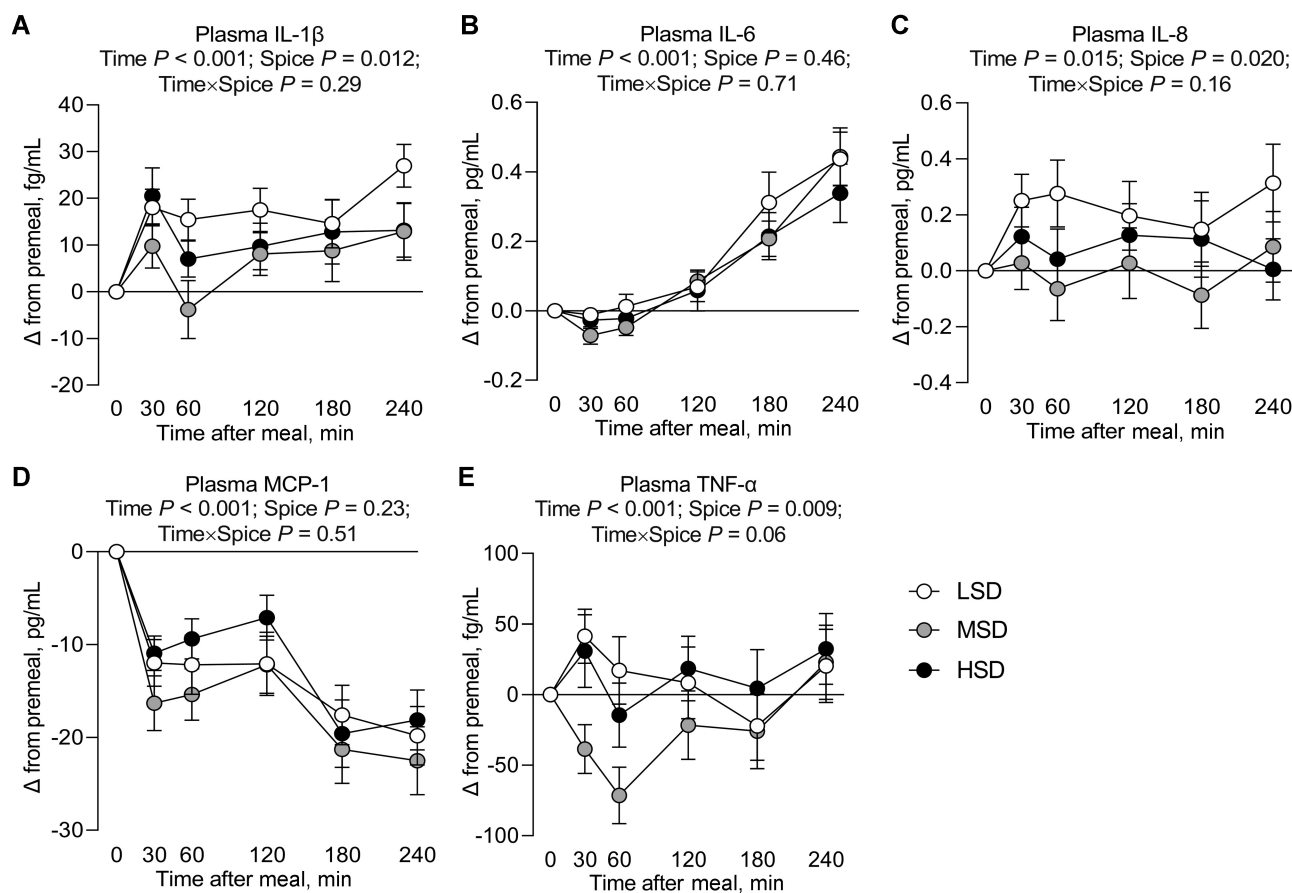 A
Plasma IL-1β
Time P < 0.001; Spice P = 0.012;
Time×Spice P = 0.29
40
30
20
10
0
-10
-20
Δ from premeal, fg/mL
0 30 60 120 180 240
Time after meal, min
B
Plasma IL-6
Time P < 0.001; Spice P = 0.46;
Time×Spice P = 0.71
0.6
0.4
0.2
0.0
-0.2
Δ from premeal, pg/mL
0 30 60 120 180 240
Time after meal, min
C
Plasma IL-8
Time P = 0.015; Spice P = 0.020;
Time×Spice P = 0.16
0.6
0.4
0.2
0.0
-0.2
-0.4
Δ from premeal, pg/mL
0 30 60 120 180 240
Time after meal, min
D
Plasma MCP-1
Time P < 0.001; Spice P = 0.23;
Time×Spice P = 0.51
0
-10
-20
-30
Δ from premeal, pg/mL
0 30 60 120 180 240
Time after meal, min
E
Plasma TNF-α
Time P < 0.001; Spice P = 0.009;
Time×Spice P = 0.06
100
50
0
-50
-100
Δ from premeal, fg/mL
0 30 60 120 180 240
Time after meal, min
LSD
MSD
HSD